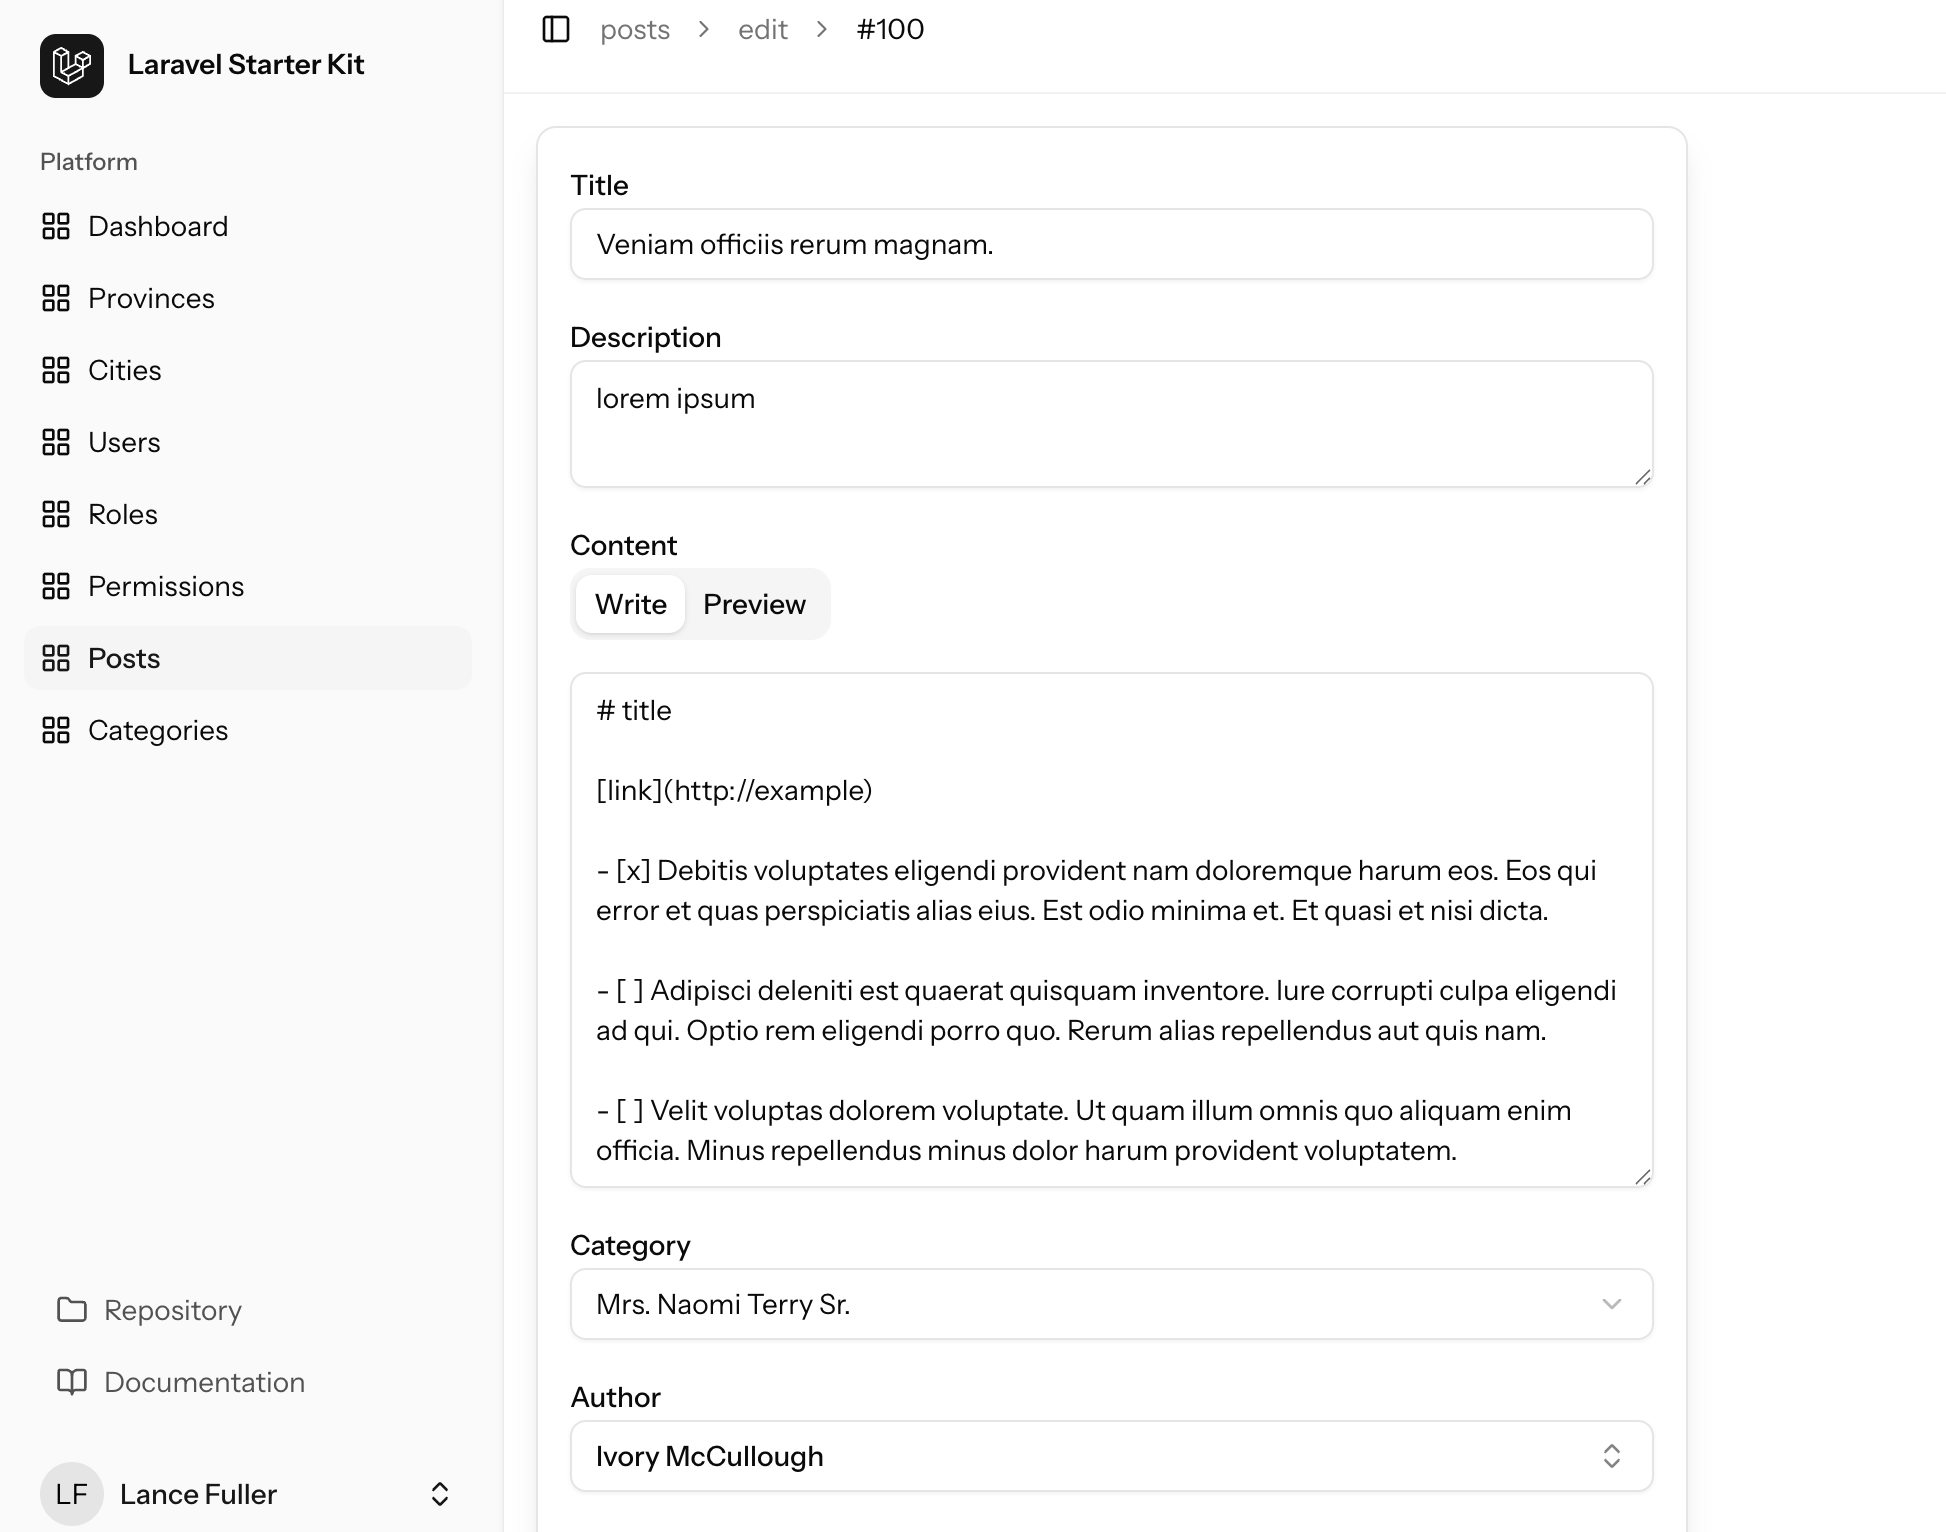 Laravel Starter Kit
Platform
Dashboard
Provinces
Cities
Users
Roles
Permissions
Posts
Categories
Repository
Documentation
LF Lance Fuller
posts > edit > #100
Title
Veniam officiis rerum magnam.
Description
lorem ipsum
Content
Write Preview
# title
[link](http://example)
- [x] Debitis voluptates eligendi provident nam doloremque harum eos. Eos qui
error et quas perspiciatis alias eius. Est odio minima et. Et quasi et nisi dicta.
- [ ] Adipisci deleniti est quaerat quisquam inventore. Iure corrupti culpa eligendi
ad qui. Optio rem eligendi porro quo. Rerum alias repellendus aut quis nam.
- [ ] Velit voluptas dolorem voluptate. Ut quam illum omnis quo aliquam enim
officia. Minus repellendus minus dolor harum provident voluptatem.
Category
Mrs. Naomi Terry Sr.
Author
Ivory McCullough